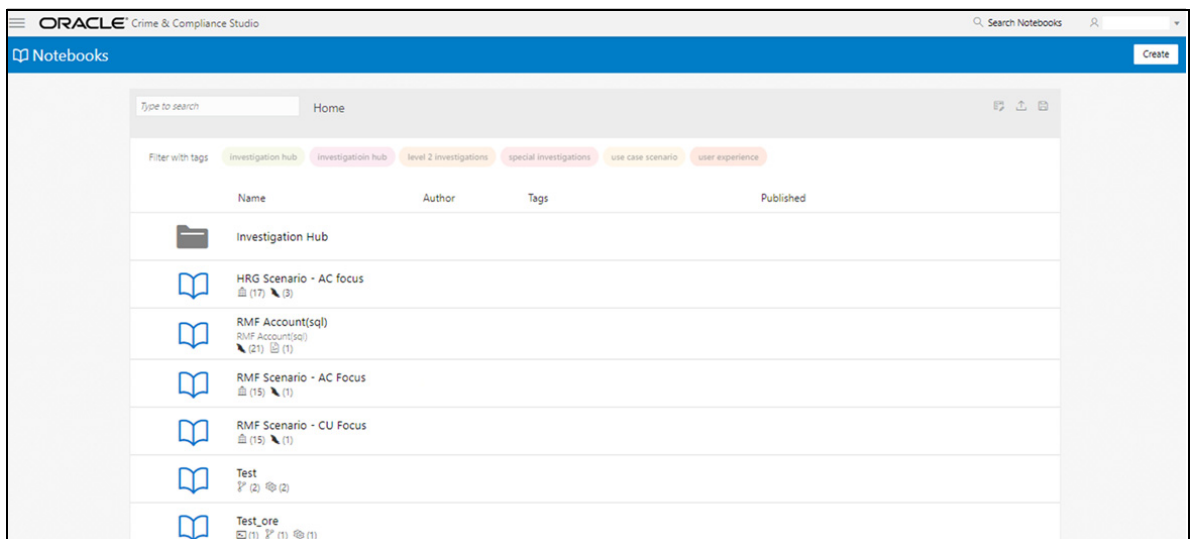 ORACLE® Crime & Compliance Studio Search Notebooks
Notebooks Create
Type to search Home
Filter with tags investigation hub investigatioin hub level 2 investigations special investigations use case scenario user experience
Name Author Tags Published
Investigation Hub
HRG Scenario - AC focus
(17) (3)
RMF Account(sql)
RMF Account(sql)
(21) (1)
RMF Scenario - AC Focus
(15) (1)
RMF Scenario - CU Focus
(15) (1)
Test
(2) (2)
Test_ore
(1) (1) (1)